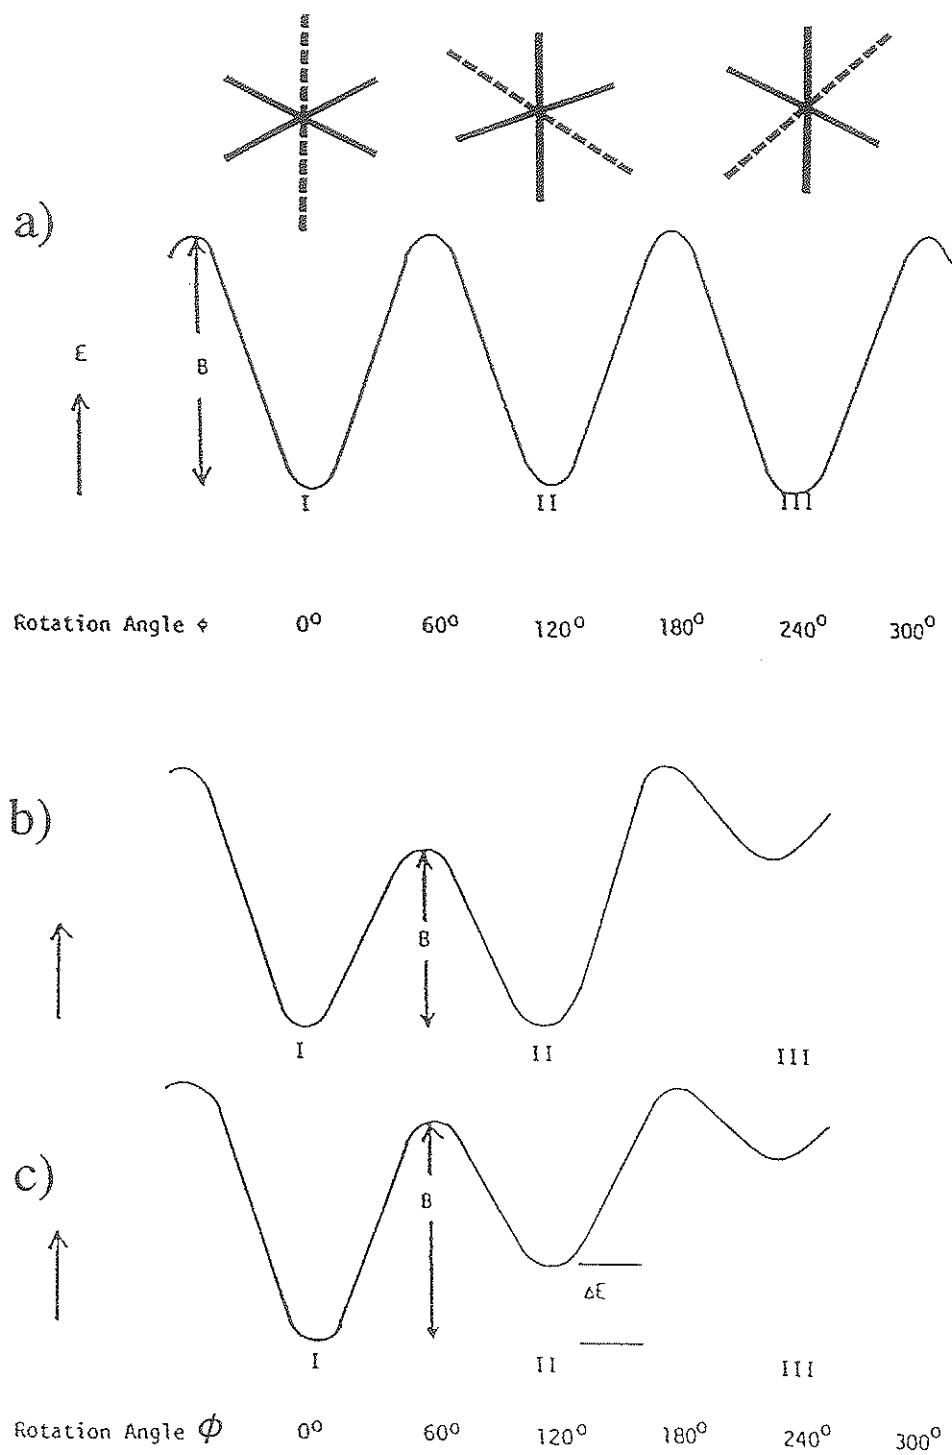 a)
ε
B
I II III
Rotation Angle ϕ 0° 60° 120° 180° 240° 300°
b)
B
I II III
c)
B
ΔE
I II III
Rotation Angle ϕ 0° 60° 120° 180° 240° 300°